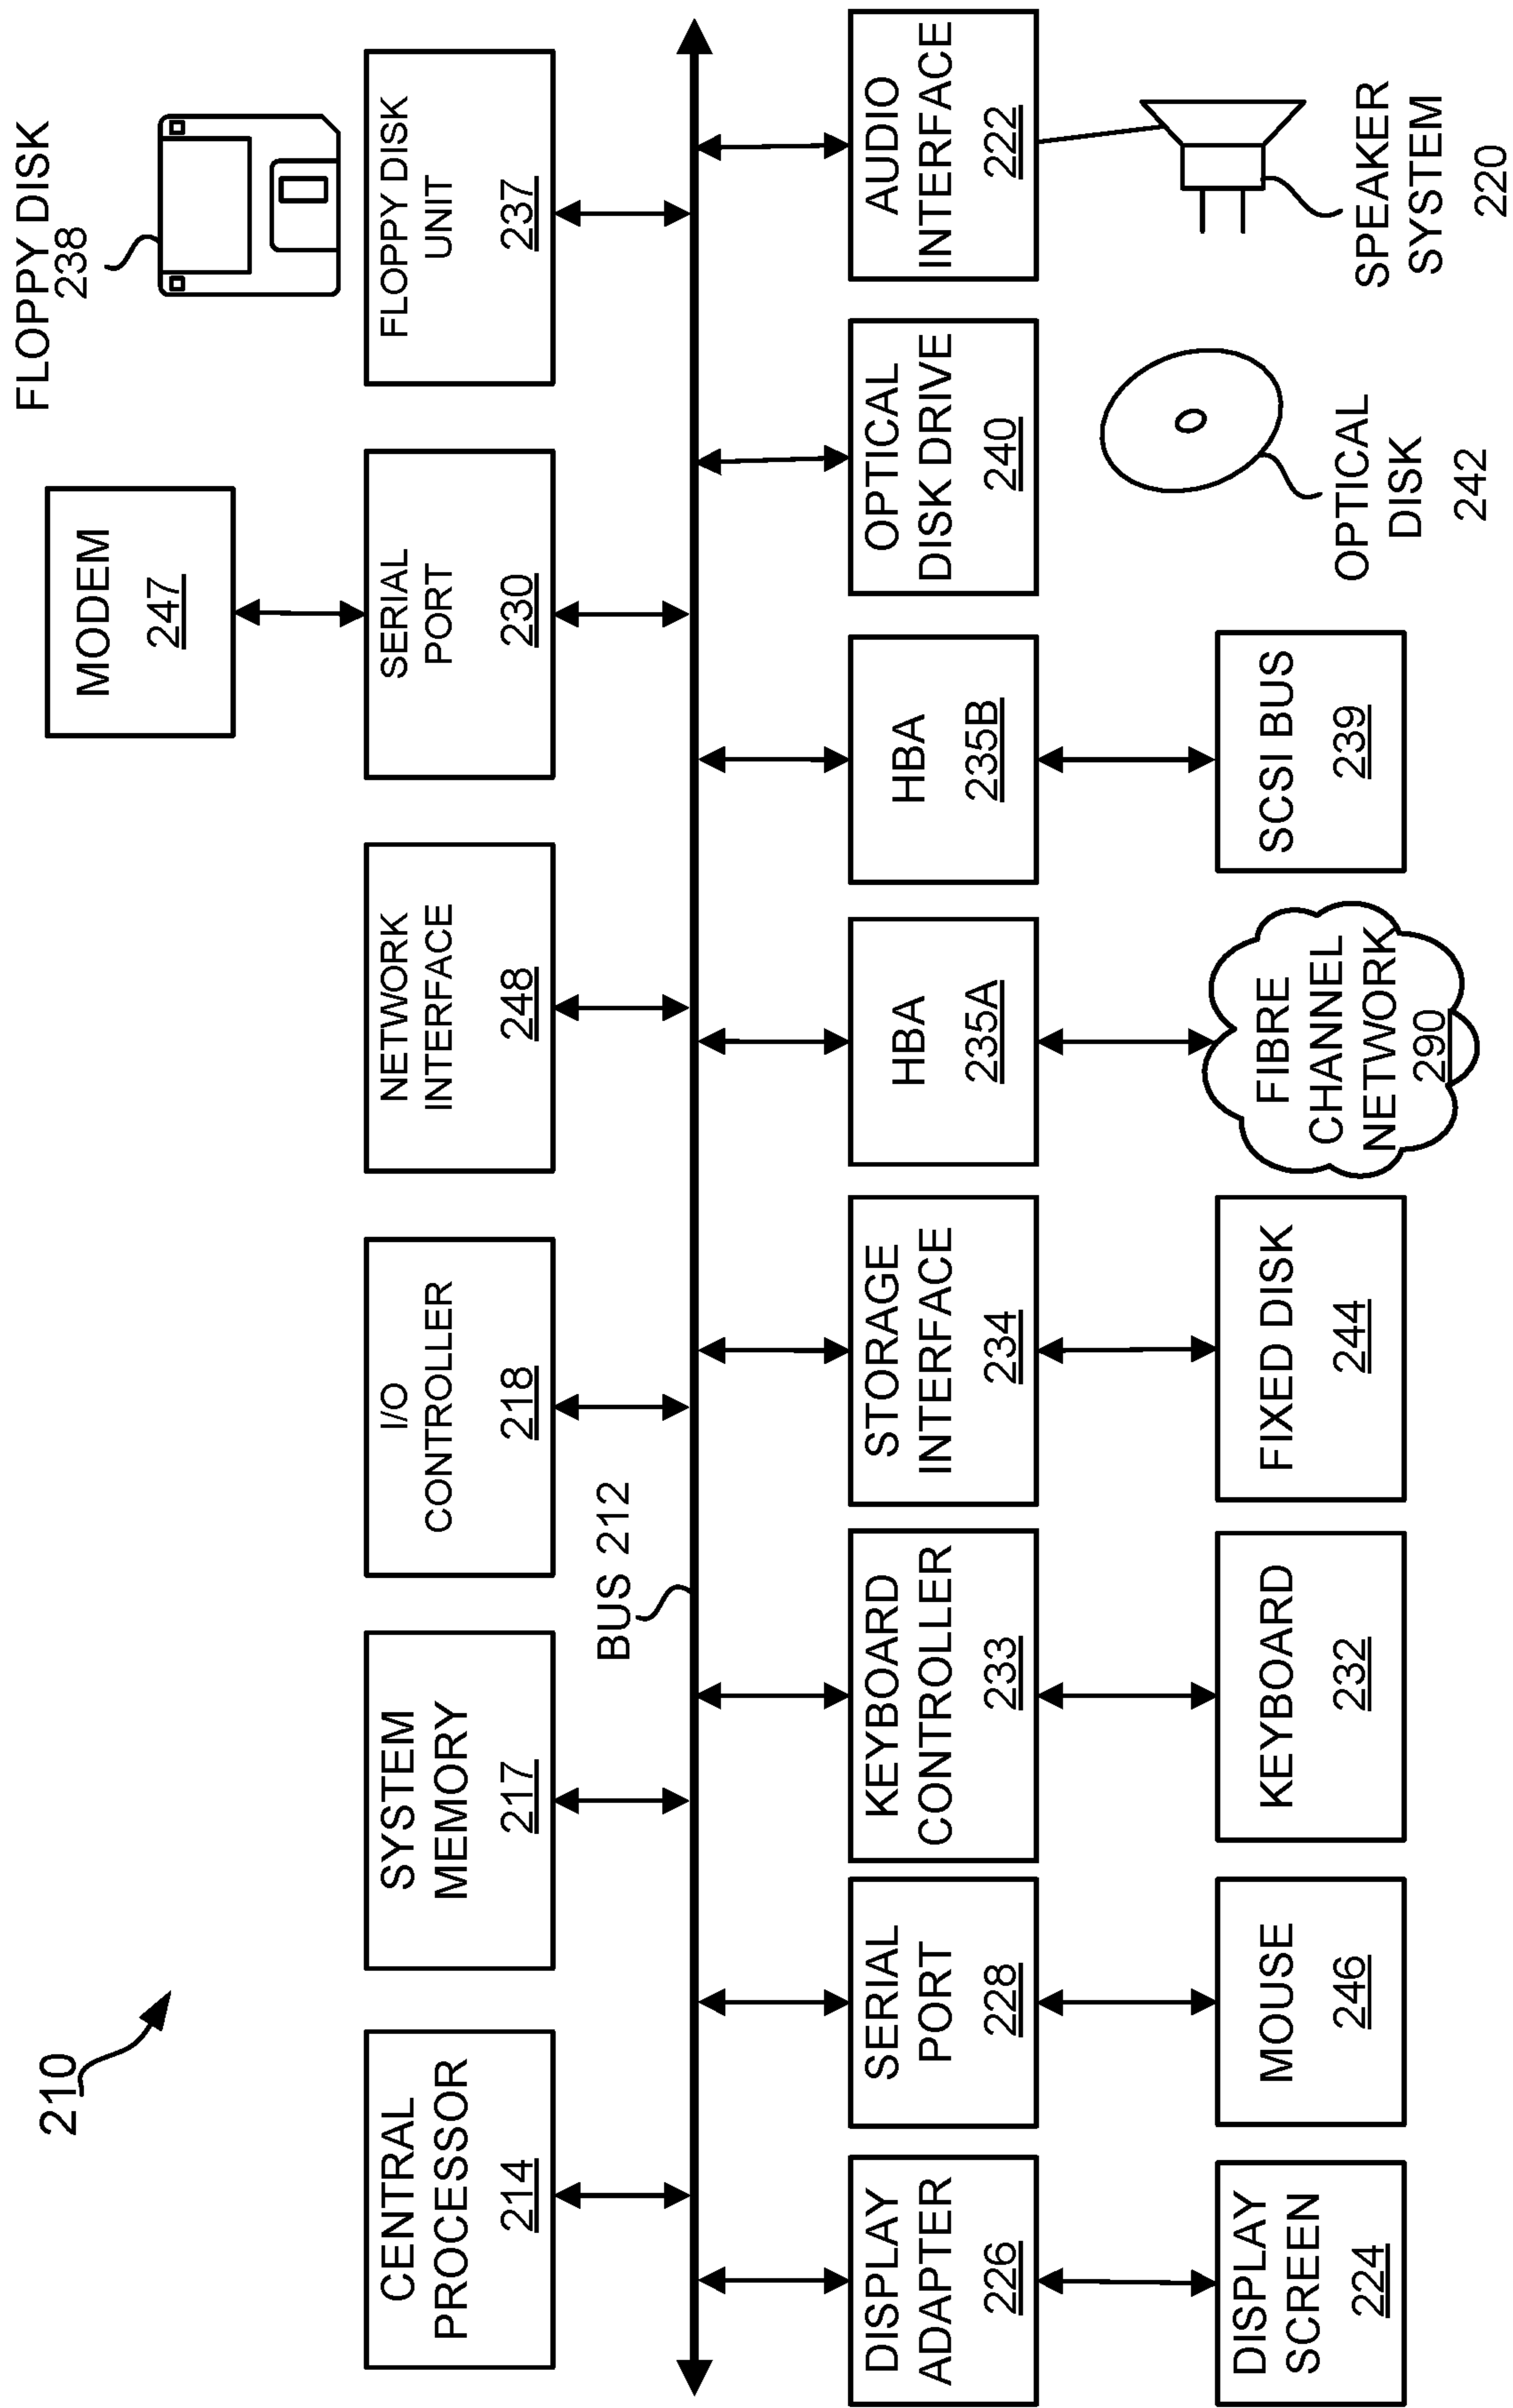 210
FLOPPY DISK
238
MODEM
247
CENTRAL
PROCESSOR
214
SYSTEM
MEMORY
217
I/O
CONTROLLER
218
NETWORK
INTERFACE
248
SERIAL
PORT
230
FLOPPY DISK
UNIT
237
BUS 212
DISPLAY
ADAPTER
226
SERIAL
PORT
228
KEYBOARD
CONTROLLER
233
STORAGE
INTERFACE
234
HBA
235A
HBA
235B
OPTICAL
DISK DRIVE
240
AUDIO
INTERFACE
222
DISPLAY
SCREEN
224
MOUSE
246
KEYBOARD
232
FIXED DISK
244
FIBRE
CHANNEL
NETWORK
290
SCSI BUS
239
OPTICAL
DISK
242
SPEAKER
SYSTEM
220